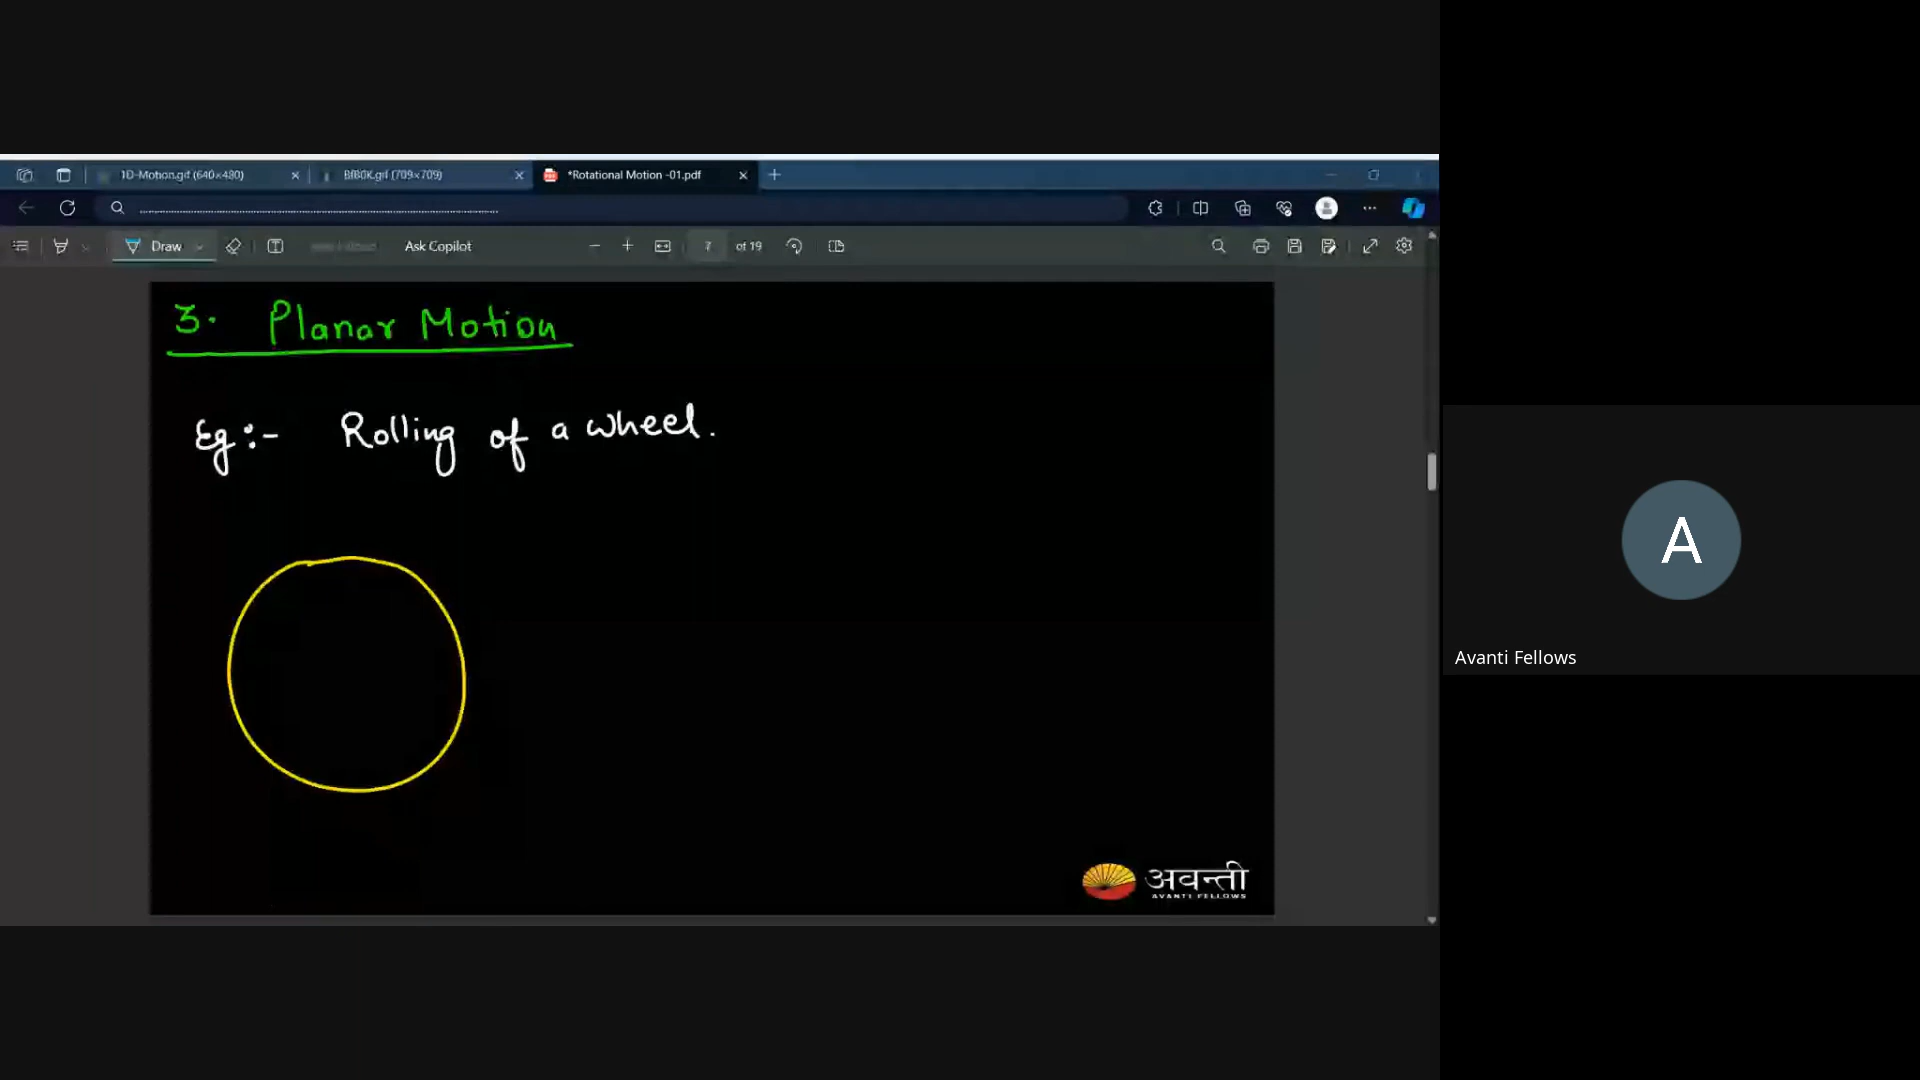 1D-Motion.gif (640×480)
BfB0K.gif (709×709)
*Rotational Motion -01.pdf
Draw
Ask Copilot
7 of 19
3. Planar Motion
Eg:- Rolling of a wheel.
अवन्ती
AVANTI FELLOWS
A
Avanti Fellows